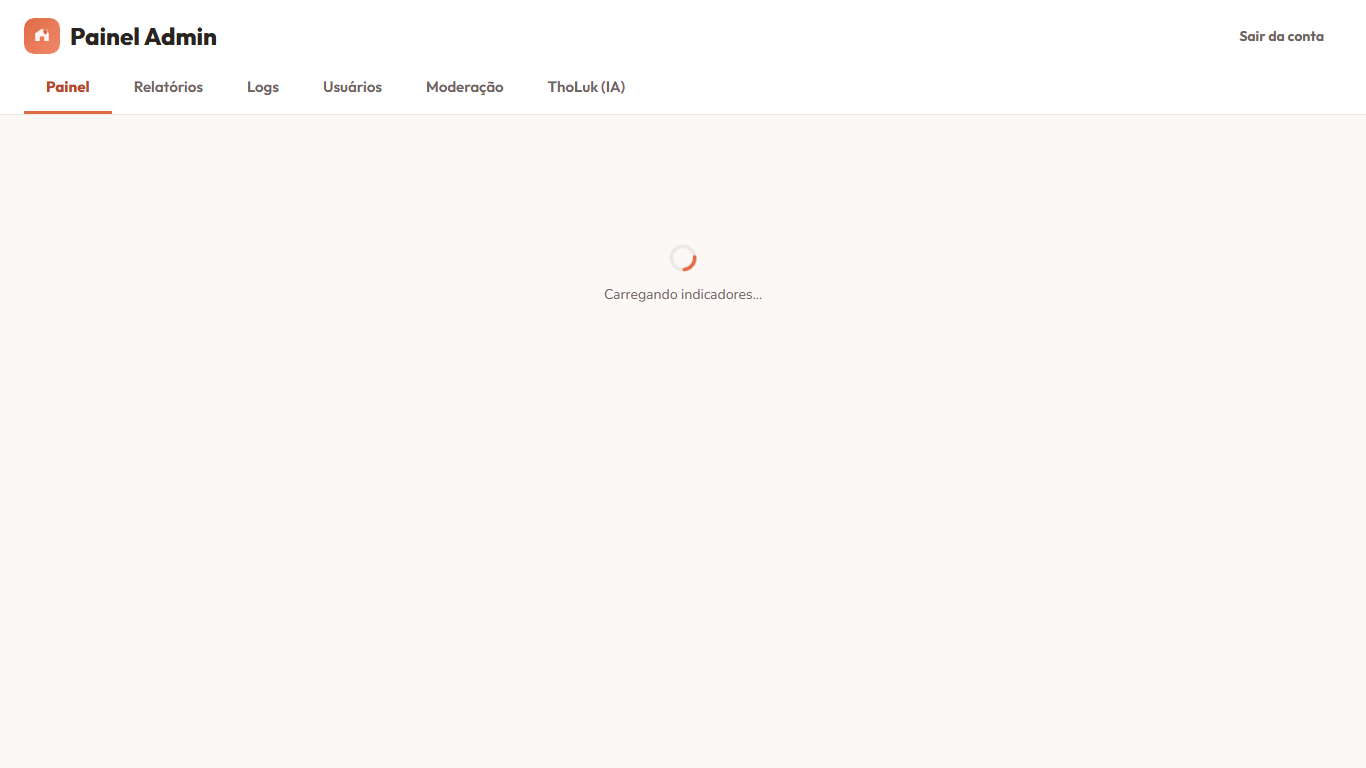 Painel Admin
Sair da conta
Painel
Relatórios
Logs
Usuários
Moderação
ThoLuk (IA)
Carregando indicadores...